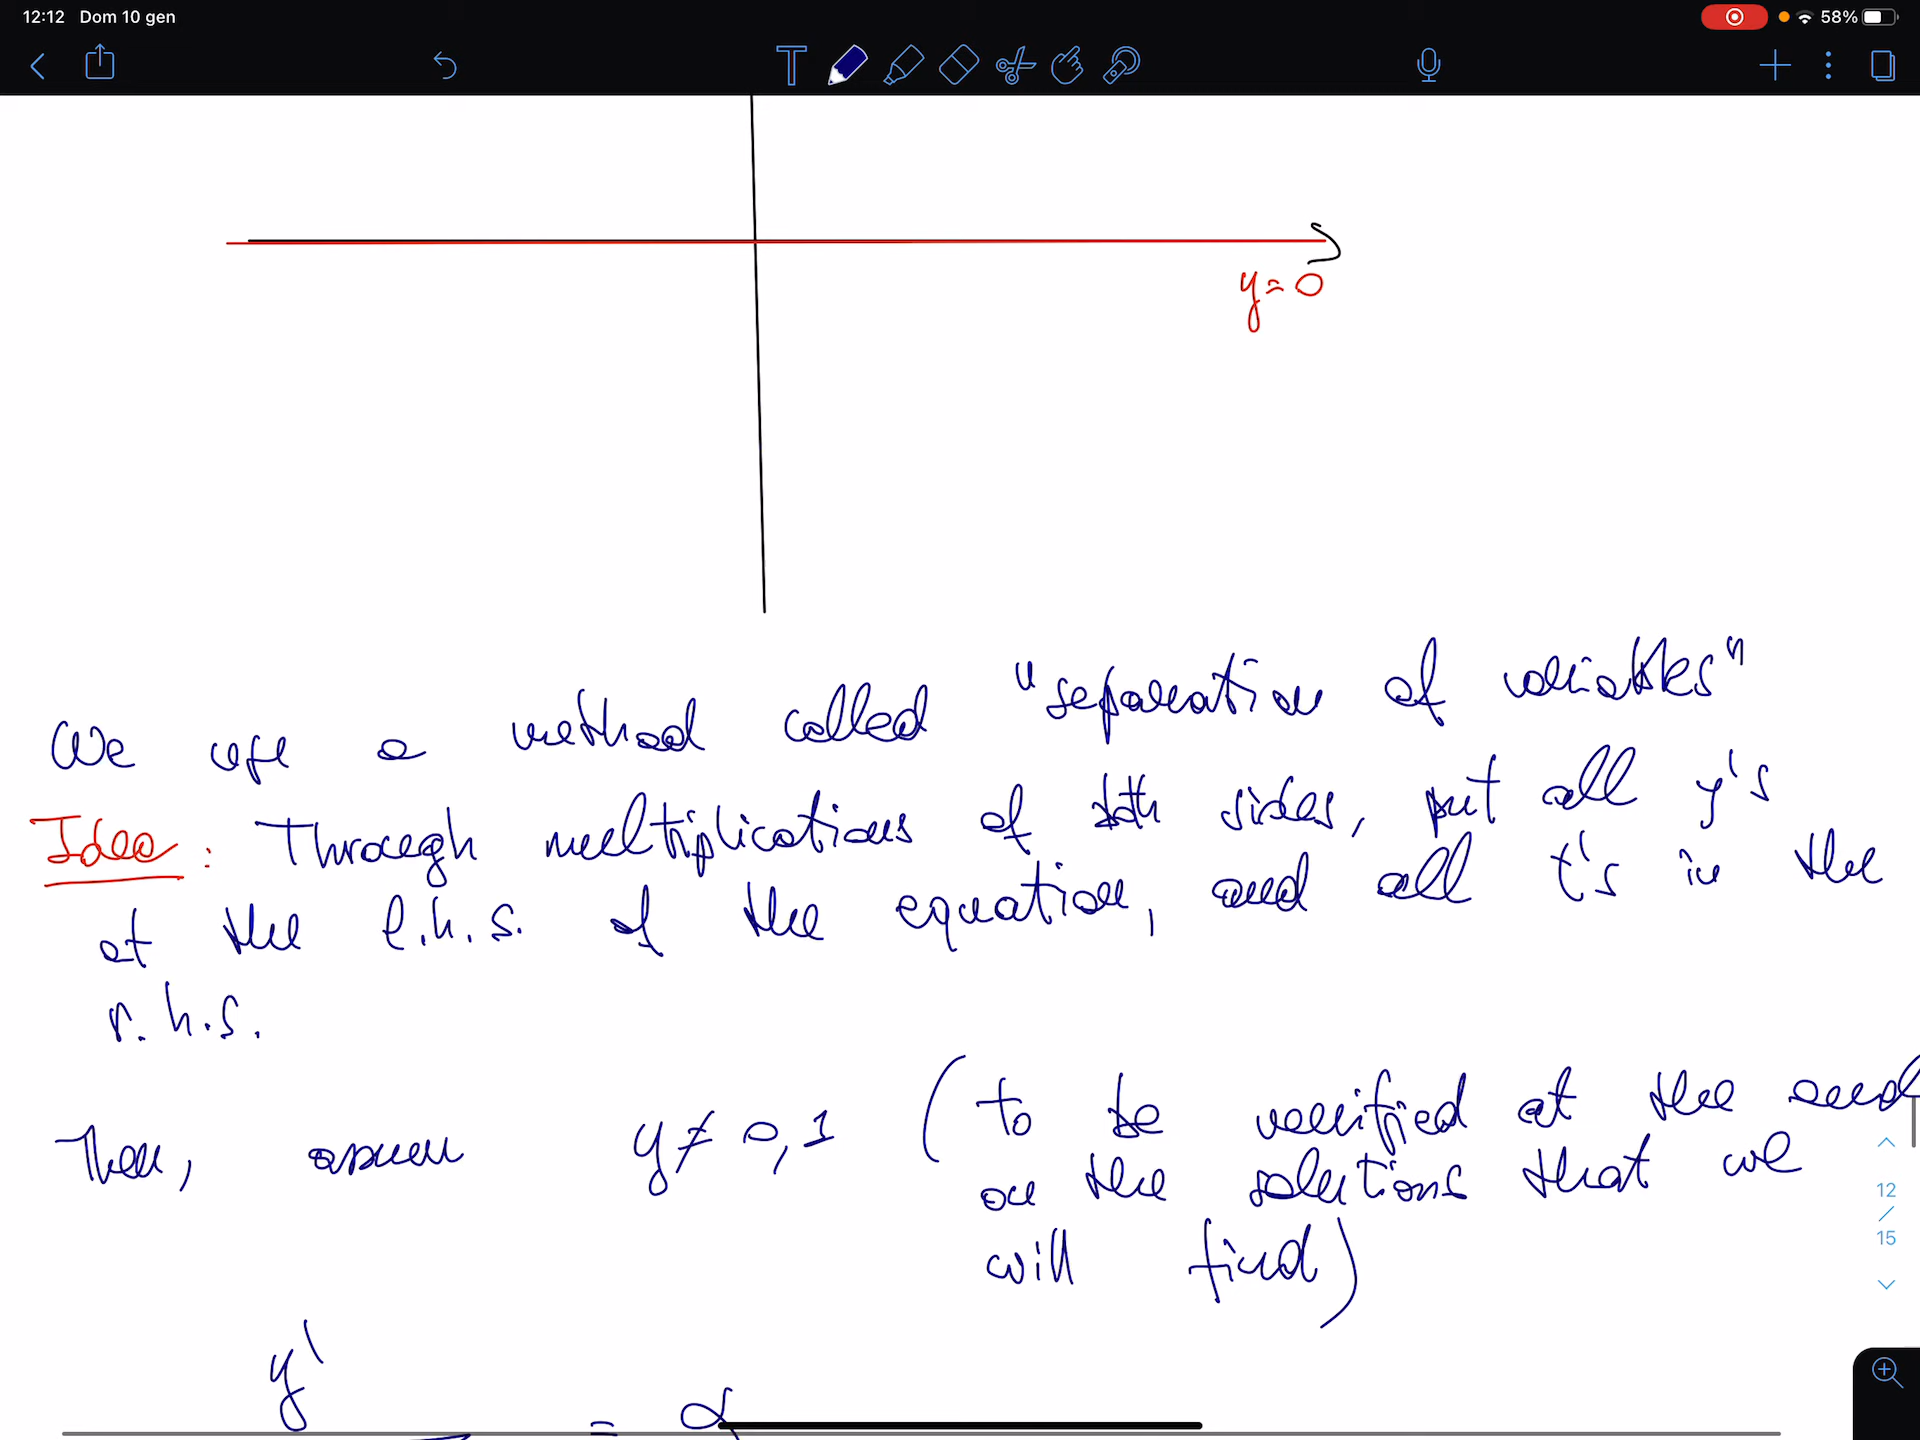 12:12 Dom 10 gen
58%
y = 0
We use a method called "separation of variables"
Idea: Through multiplications of both sides, put all y's
at the l.h.s. of the equation, and all t's in the
r.h.s.
Then, assume y ≠ 0,1 (to be verified at the end
on the solutions that we
will find)
y'
= α
12
/
15